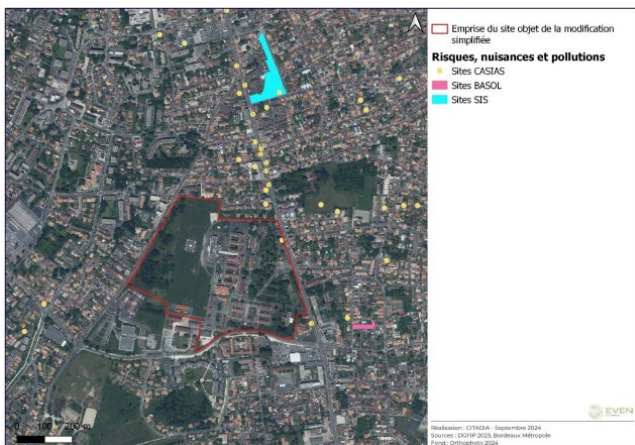 Emprise du site objet de la modification
simplifiée
Risques, nuisances et pollutions
Sites CASIAS
Sites BASOL
Sites SIS
0 100 200 m
EVEN
Réalisation : CITADIA - Septembre 2024
Sources : DGFIP 2023, Bordeaux Métropole
Fond : Orthophoto 2024